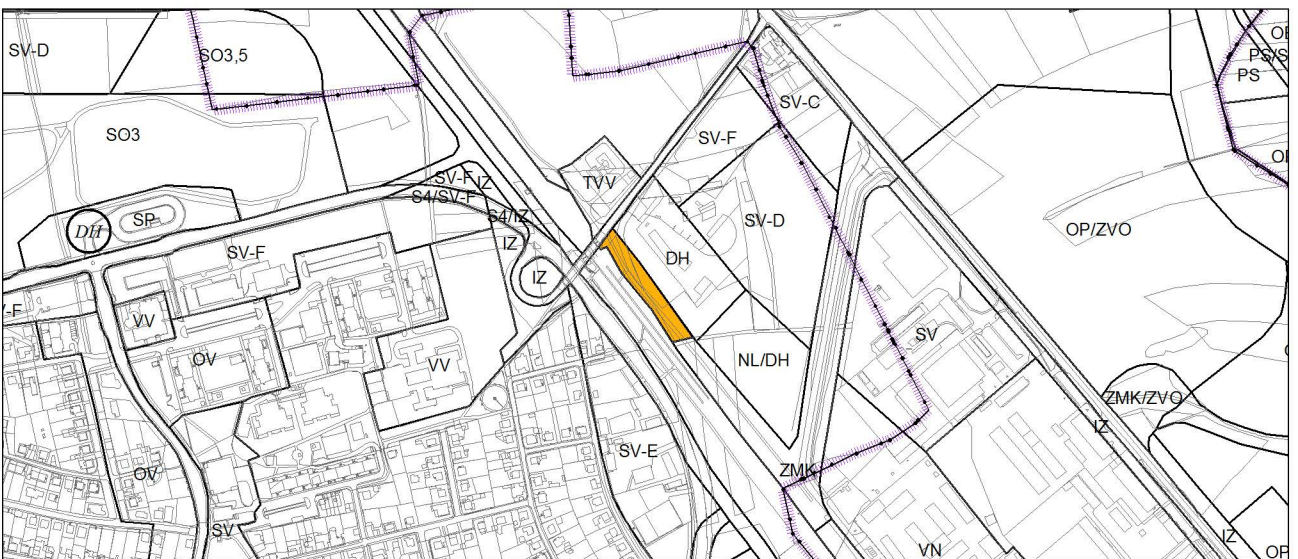 SV-D
SO3,5
OB
PS/S
PS
SV-C
SO3
SV-F
OP
TVV
SV-F
IZ
S4/SV-F
SP
DH
S4/IZ
SV-D
OP/ZVO
IZ
SV-F
DH
IZ
V-F
VV
SV
OV
VV
NL/DH
ZMK/ZVO
IZ
SV-E
OV
ZMK
SV
VN
IZ
OP